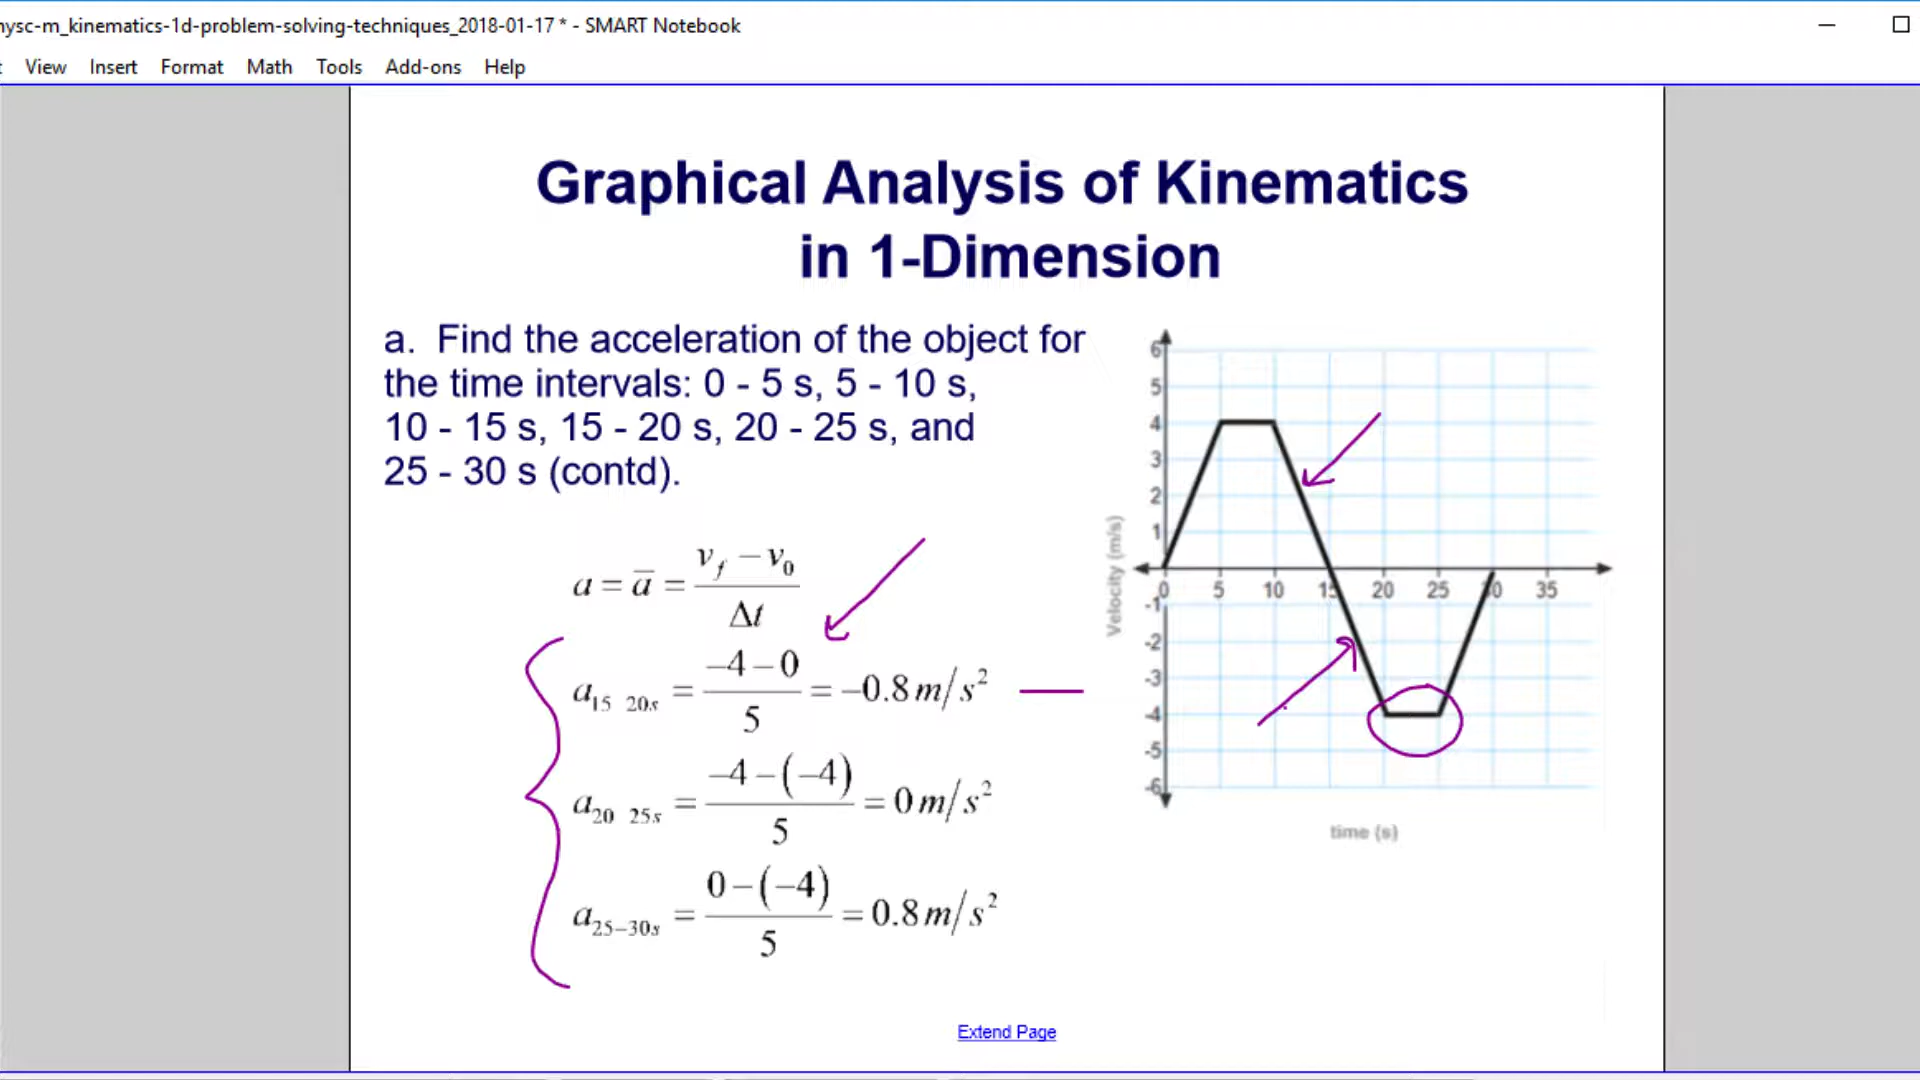 nysc-m_kinematics-1d-problem-solving-techniques_2018-01-17 * - SMART Notebook
View Insert Format Math Tools Add-ons Help
Graphical Analysis of Kinematics
in 1-Dimension
a. Find the acceleration of the object for
the time intervals: 0 - 5 s, 5 - 10 s,
10 - 15 s, 15 - 20 s, 20 - 25 s, and
25 - 30 s (contd).
a = a̅ = (v_f − v_0) / Δt
a_15 20s = (−4 − 0) / 5 = −0.8 m/s²
a_20 25s = (−4 − (−4)) / 5 = 0 m/s²
a_25−30s = (0 − (−4)) / 5 = 0.8 m/s²
6
5
4
3
2
1
0 5 10 15 20 25 30 35
-1
-2
-3
-4
-5
-6
Velocity (m/s)
time (s)
Extend Page